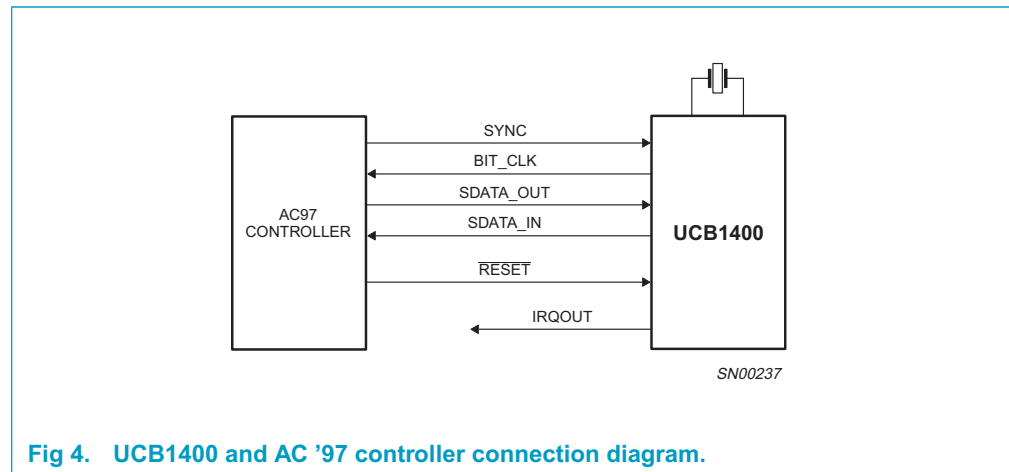 SYNC
BIT_CLK
SDATA_OUT
AC97
CONTROLLER
SDATA_IN
UCB1400
RESET
IRQOUT
SN00237
Fig 4. UCB1400 and AC ’97 controller connection diagram.